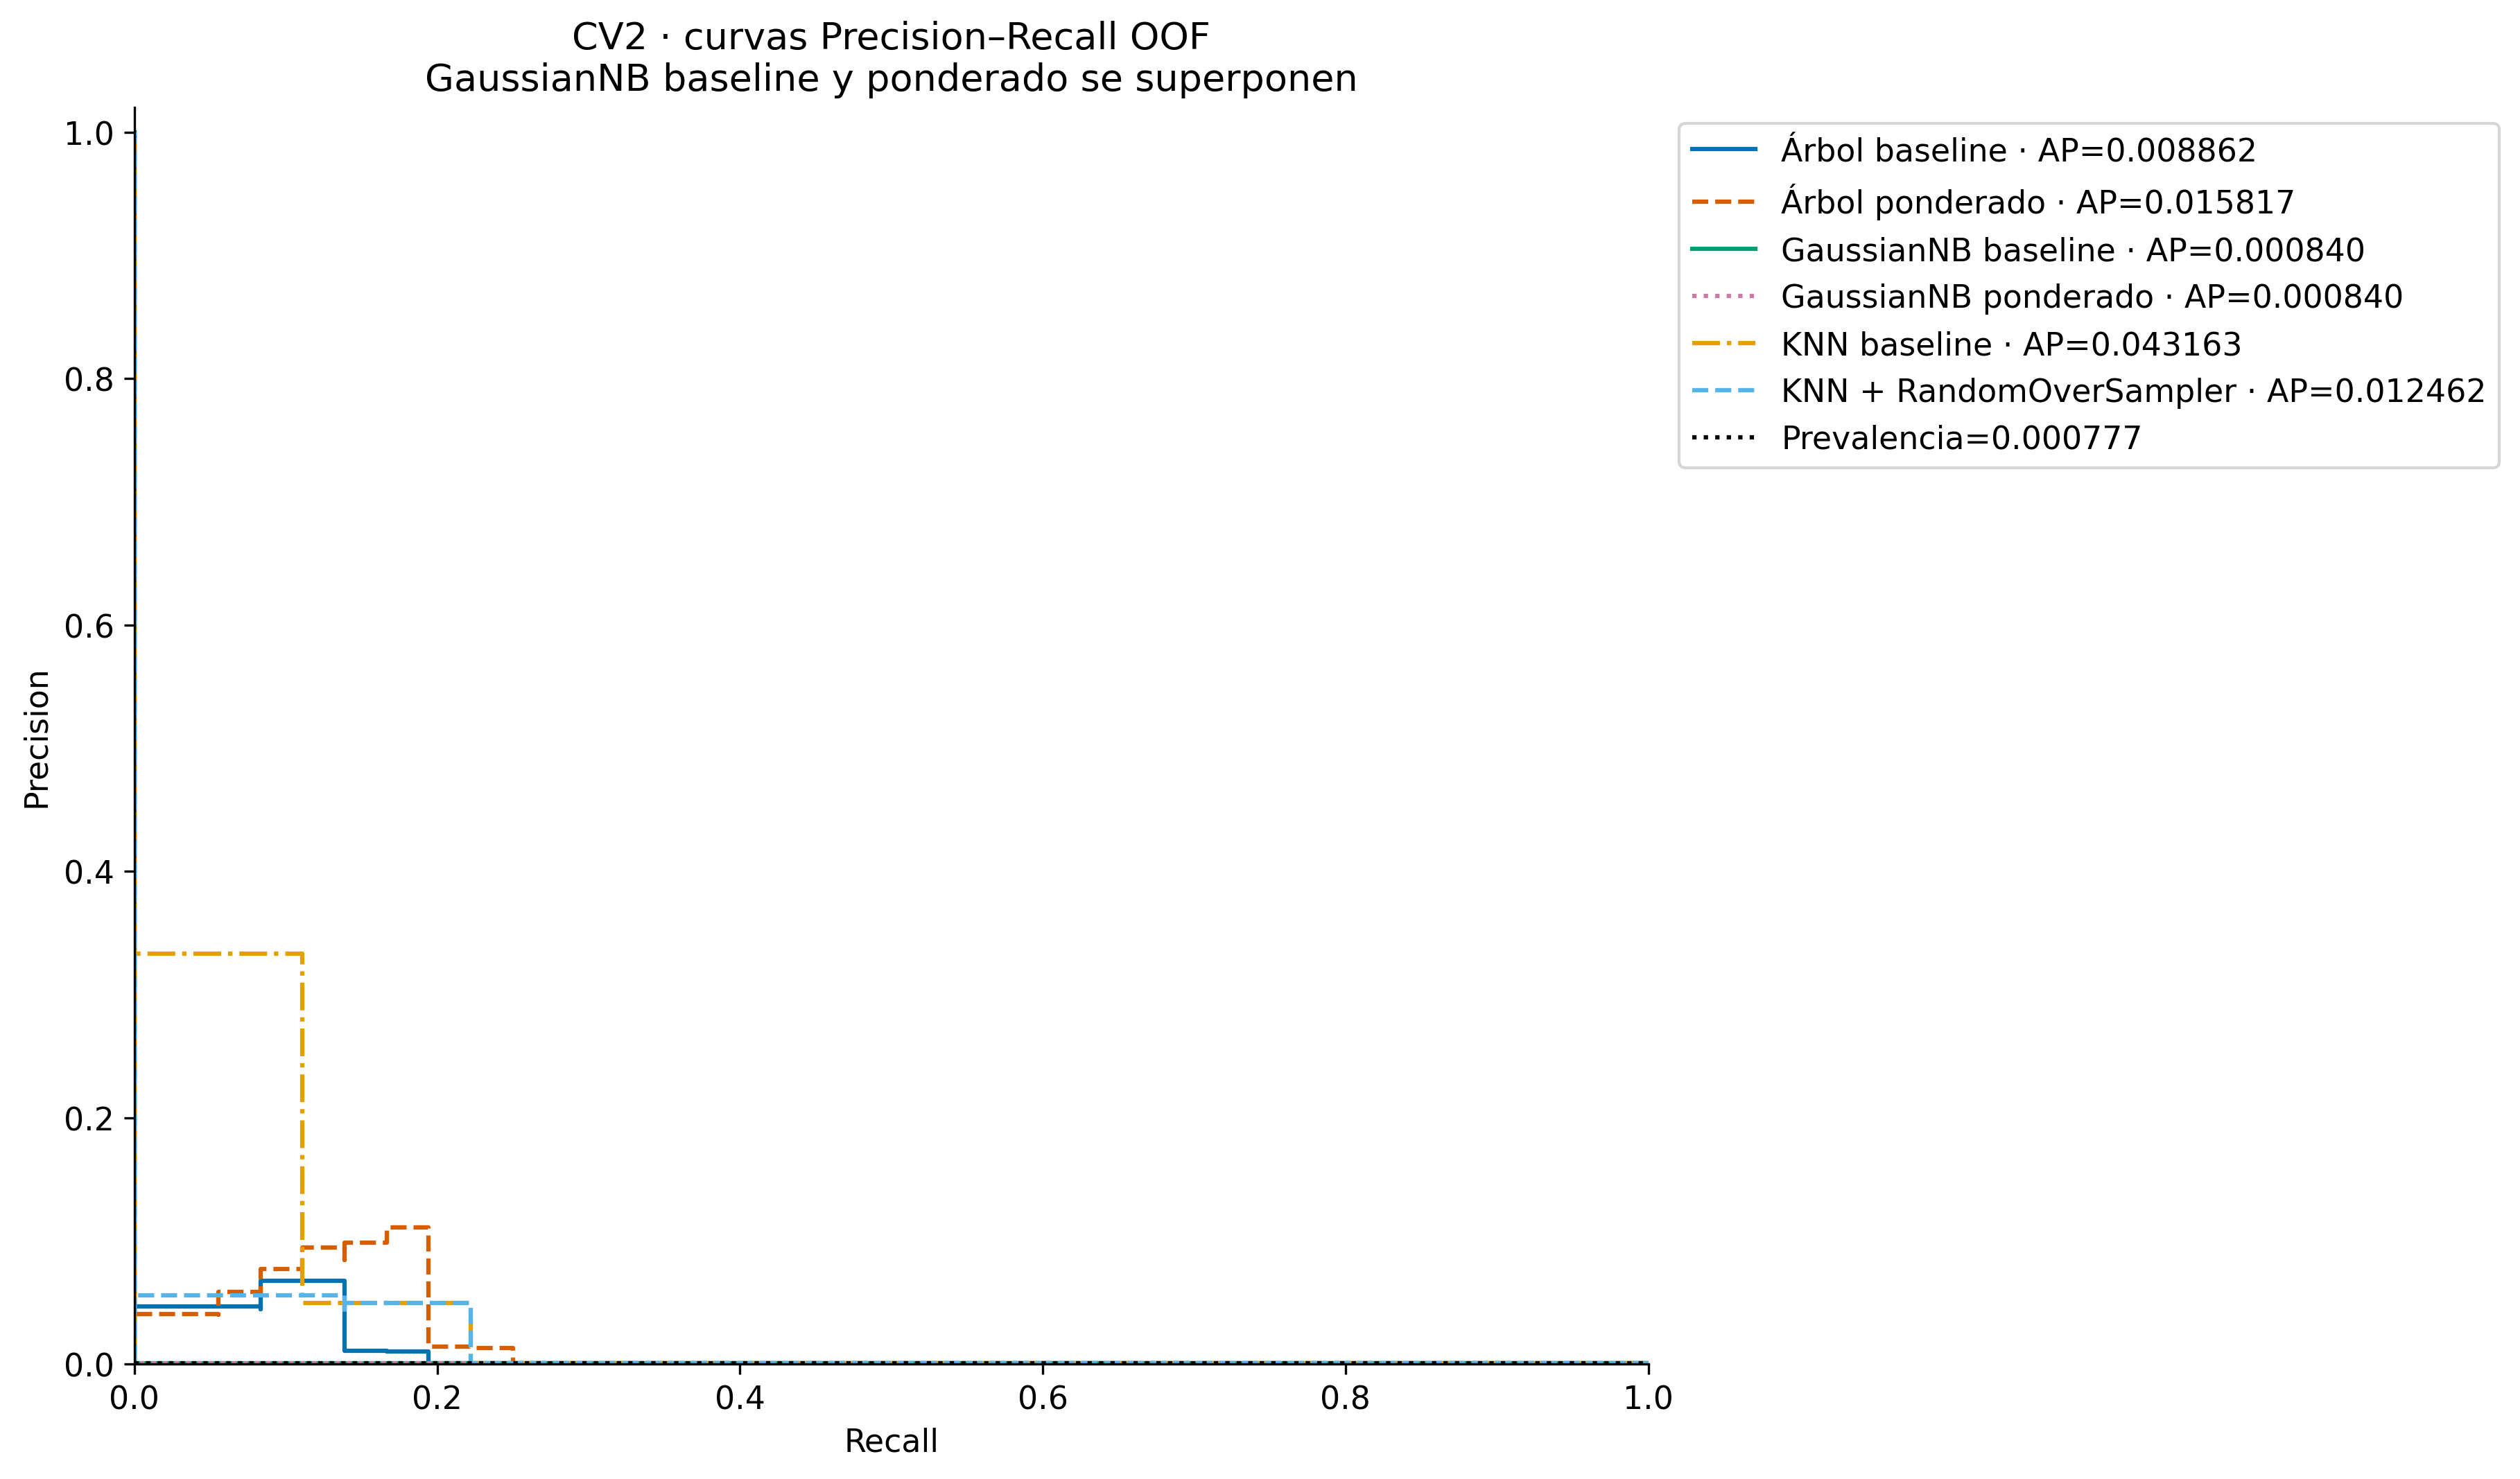 CV2 · curvas Precision–Recall OOF
GaussianNB baseline y ponderado se superponen
Precision
1.0
0.8
0.6
0.4
0.2
0.0
0.0 0.2 0.4 0.6 0.8 1.0
Recall
Árbol baseline · AP=0.008862
Árbol ponderado · AP=0.015817
GaussianNB baseline · AP=0.000840
GaussianNB ponderado · AP=0.000840
KNN baseline · AP=0.043163
KNN + RandomOverSampler · AP=0.012462
Prevalencia=0.000777